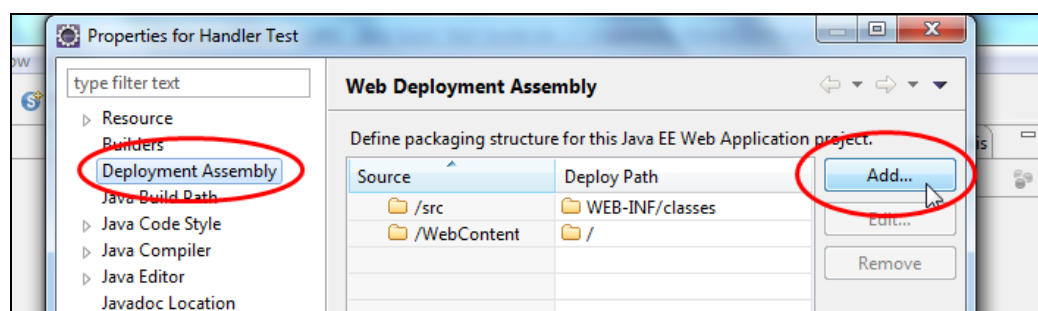 Properties for Handler Test
ow
type filter text
Web Deployment Assembly
Resource
Builders
Deployment Assembly
Java Build Path
Java Code Style
Java Compiler
Java Editor
Javadoc Location
Define packaging structure for this Java EE Web Application project.
Source Deploy Path
/src WEB-INF/classes
/WebContent /
Add...
Edit...
Remove
is